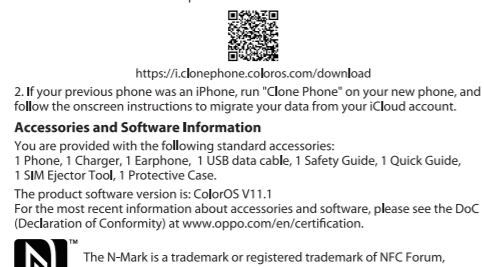 https://i.clonephone.coloros.com/download
2. If your previous phone was an iPhone, run "Clone Phone" on your new phone, and
follow the onscreen instructions to migrate your data from your iCloud account.
Accessories and Software Information
You are provided with the following standard accessories:
1 Phone, 1 Charger, 1 Earphone, 1 USB data cable, 1 Safety Guide, 1 Quick Guide,
1 SIM Ejector Tool, 1 Protective Case.
The product software version is: ColorOS V11.1
For the most recent information about accessories and software, please see the DoC
(Declaration of Conformity) at www.oppo.com/en/certification.
™
The N-Mark is a trademark or registered trademark of NFC Forum,